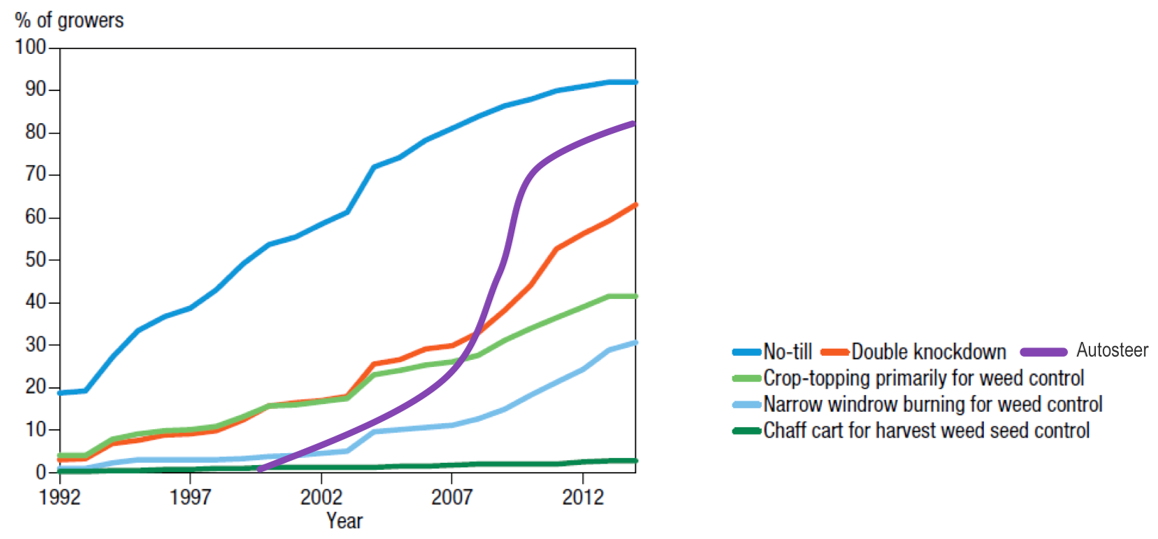 % of growers
100
90
80
70
60
50
40
30
20
10
0
1992 1997 2002 2007 2012
Year
No-till Double knockdown Autosteer
Crop-topping primarily for weed control
Narrow windrow burning for weed control
Chaff cart for harvest weed seed control